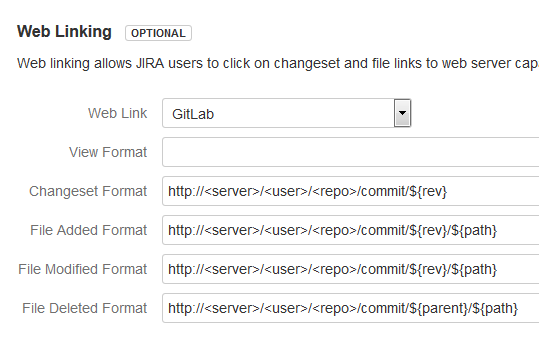 Web Linking OPTIONAL
Web linking allows JIRA users to click on changeset and file links to web server
Web Link GitLab
View Format
Changeset Format http://<server>/<user>/<repo>/commit/${rev}
File Added Format http://<server>/<user>/<repo>/commit/${rev}/${path}
File Modified Format http://<server>/<user>/<repo>/commit/${rev}/${path}
File Deleted Format http://<server>/<user>/<repo>/commit/${parent}/${path}